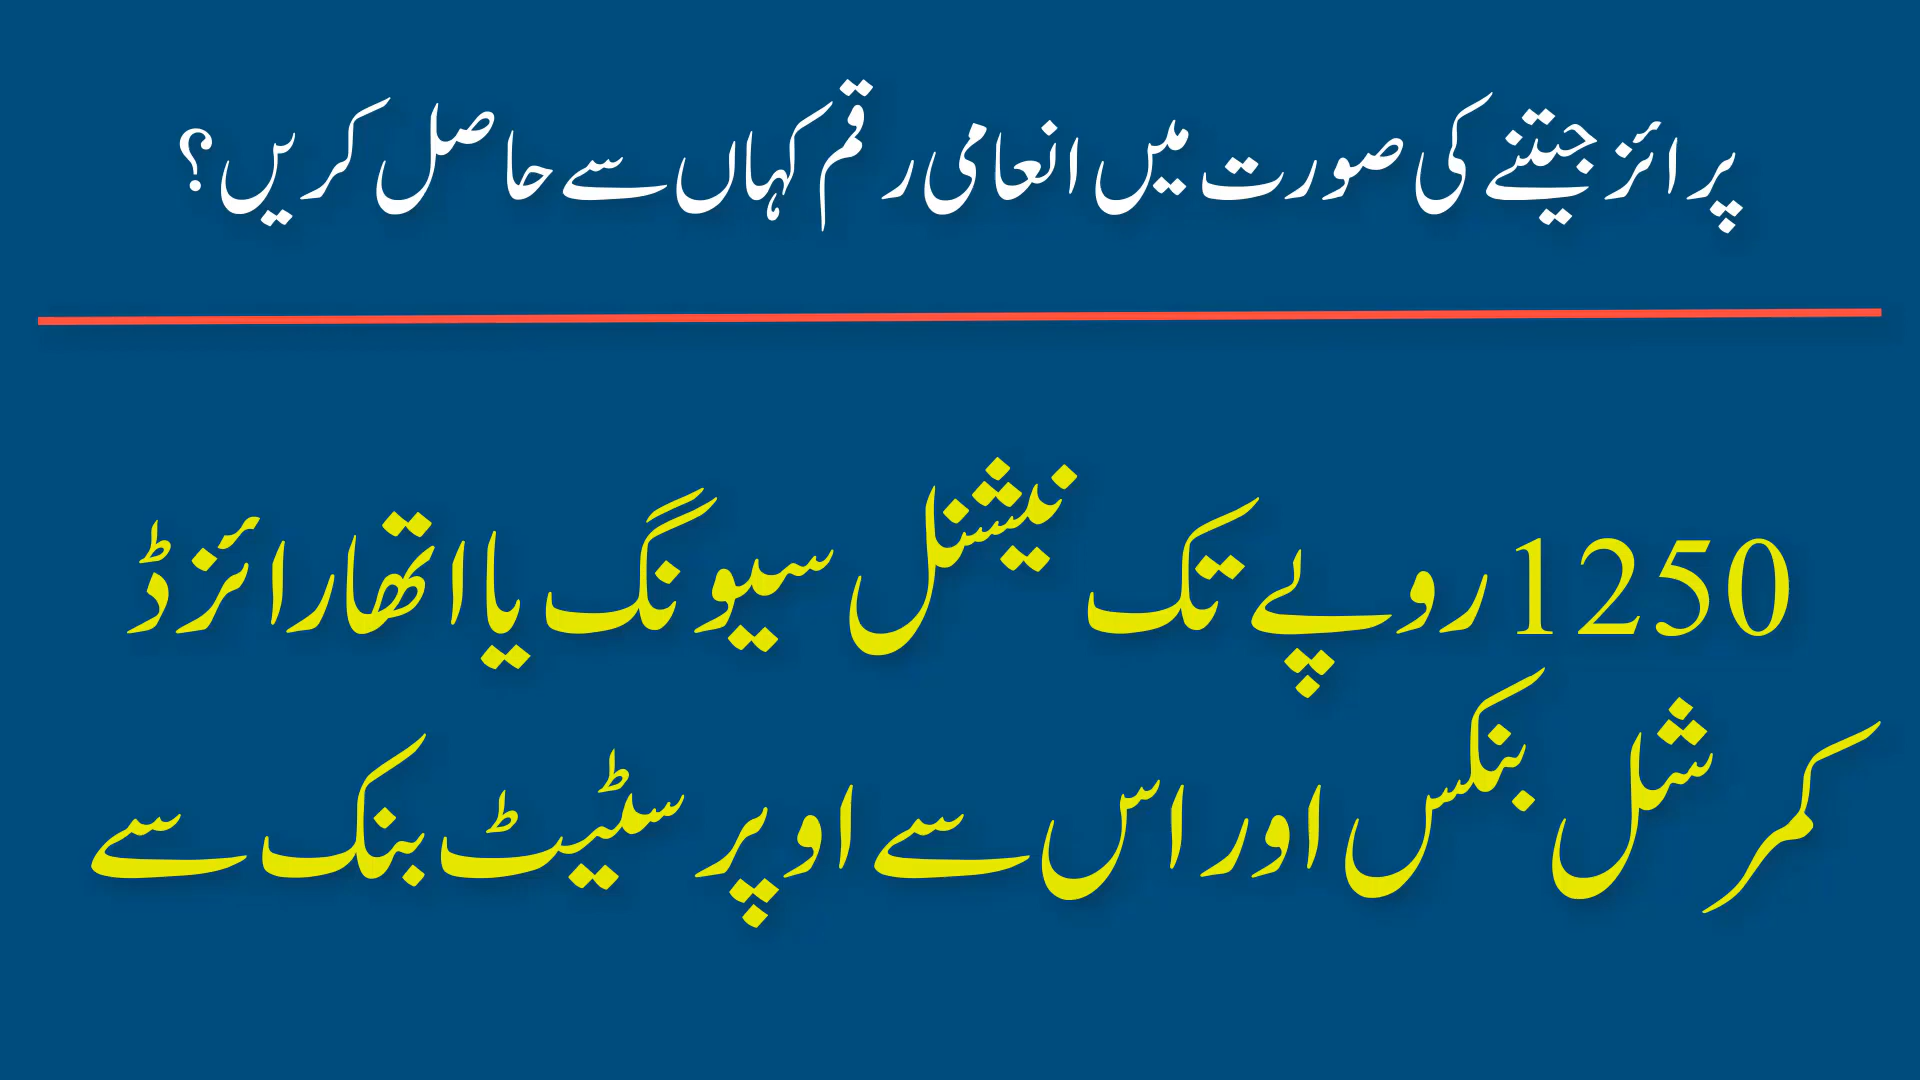 پرائز جیتنے کی صورت میں انعامی رقم کہاں سے حاصل کریں؟
1250 روپے تک نیشنل سیونگ یا اتھارائزڈ
کمرشل بنکس اور اس سے اوپر سٹیٹ بنک سے